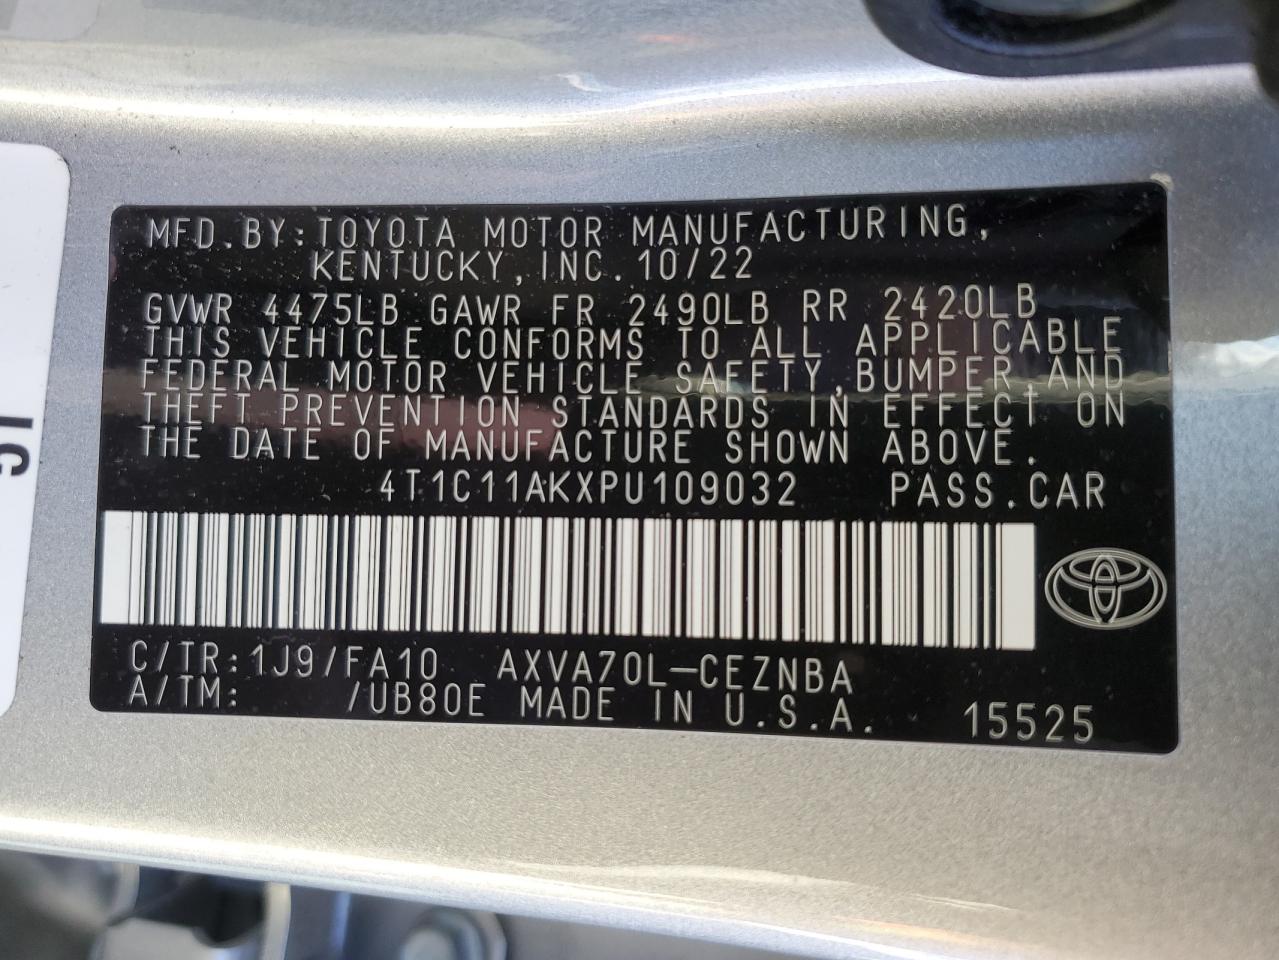 MFD.BY:TOYOTA MOTOR MANUFACTURING,
KENTUCKY,INC. 10/22
GVWR 4475LB GAWR FR 2490LB RR 2420LB
THIS VEHICLE CONFORMS TO ALL APPLICABLE
FEDERAL MOTOR VEHICLE SAFETY,BUMPER,AND
THEFT PREVENTION STANDARDS IN EFFECT ON
THE DATE OF MANUFACTURE SHOWN ABOVE.
4T1C11AKXPU109032 PASS.CAR
C/TR:1J9/FA10 AXVA70L-CEZNBA
A/TM: /UB80E MADE IN U.S.A. 15525